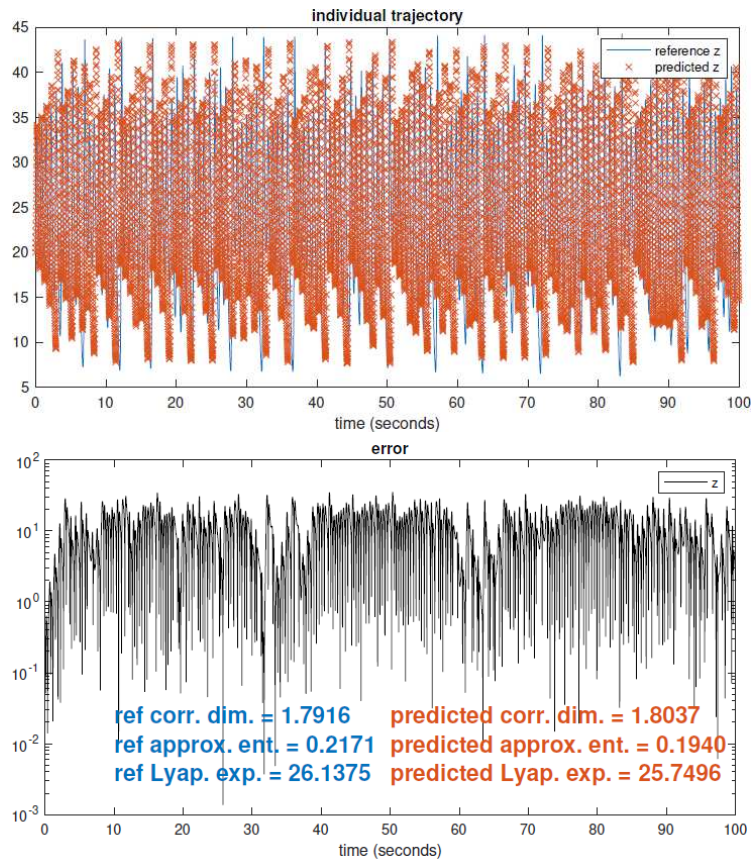 individual trajectory
45
40
35
30
25
20
15
10
5
reference z
predicted z
0 10 20 30 40 50 60 70 80 90 100
time (seconds)
error
10^2
10^1
10^0
10^-1
10^-2
10^-3
z
ref corr. dim. = 1.7916 predicted corr. dim. = 1.8037
ref approx. ent. = 0.2171 predicted approx. ent. = 0.1940
ref Lyap. exp. = 26.1375 predicted Lyap. exp. = 25.7496
0 10 20 30 40 50 60 70 80 90 100
time (seconds)